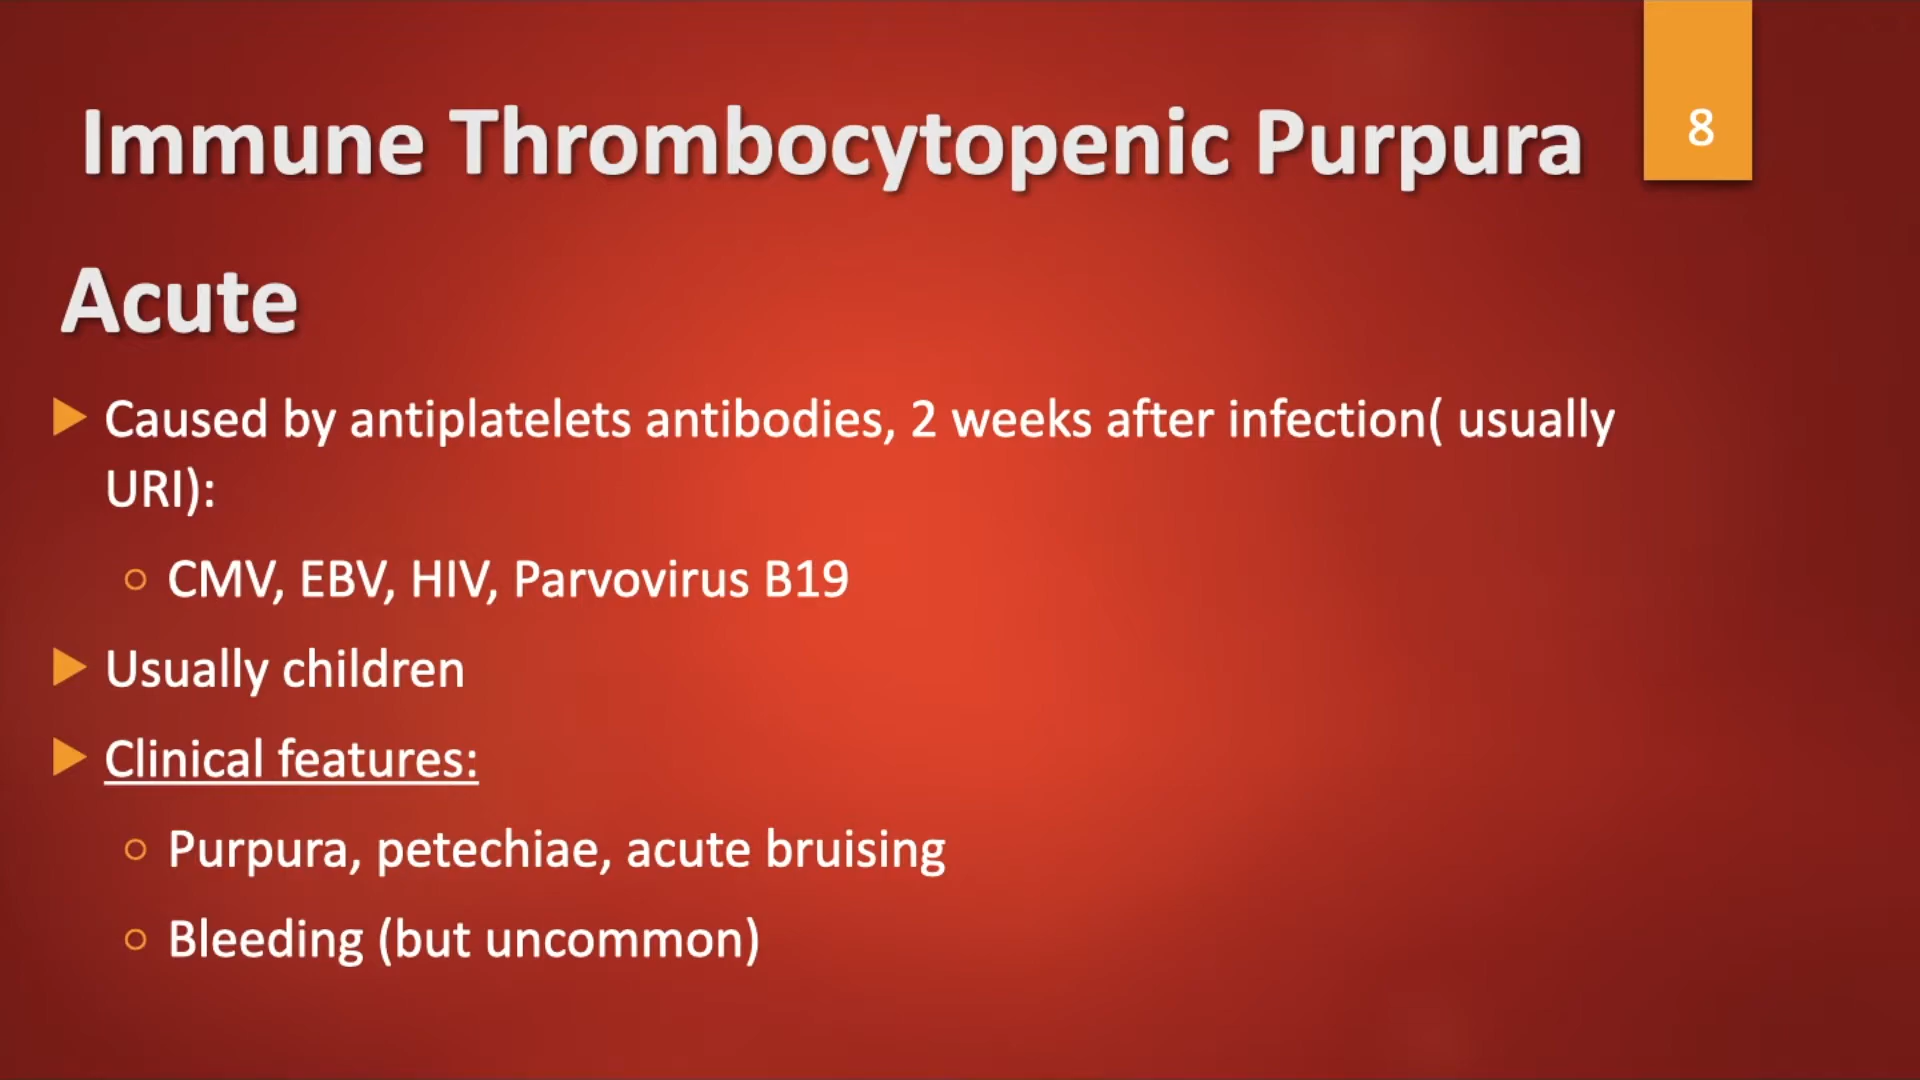 Immune Thrombocytopenic Purpura
8
Acute
Caused by antiplatelets antibodies, 2 weeks after infection( usually
URI):
CMV, EBV, HIV, Parvovirus B19
Usually children
Clinical features:
Purpura, petechiae, acute bruising
Bleeding (but uncommon)